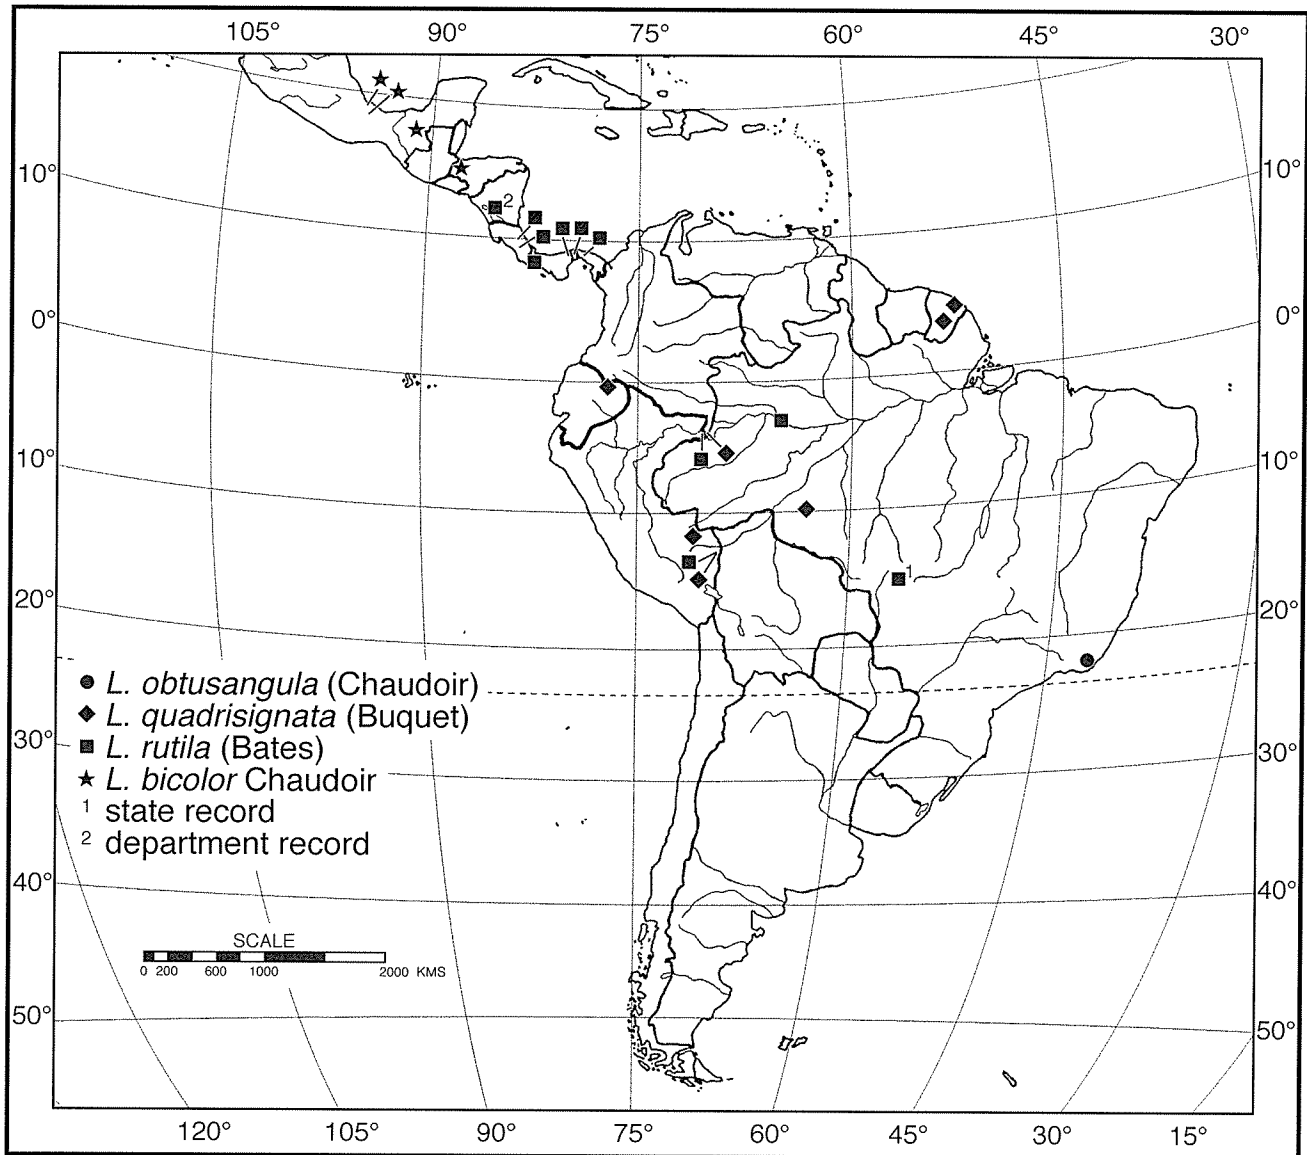 105° 90° 75° 60° 45° 30°
2
10° 10°
0° 0°
10° 10°
1
20° 20°
L. obtusangula (Chaudoir)
L. quadrisignata (Buquet)
L. rutila (Bates)
L. bicolor Chaudoir
1 state record
2 department record
30° 30°
40° 40°
SCALE
0 200 600 1000 2000 KMS
50° 50°
120° 105° 90° 75° 60° 45° 30° 15°